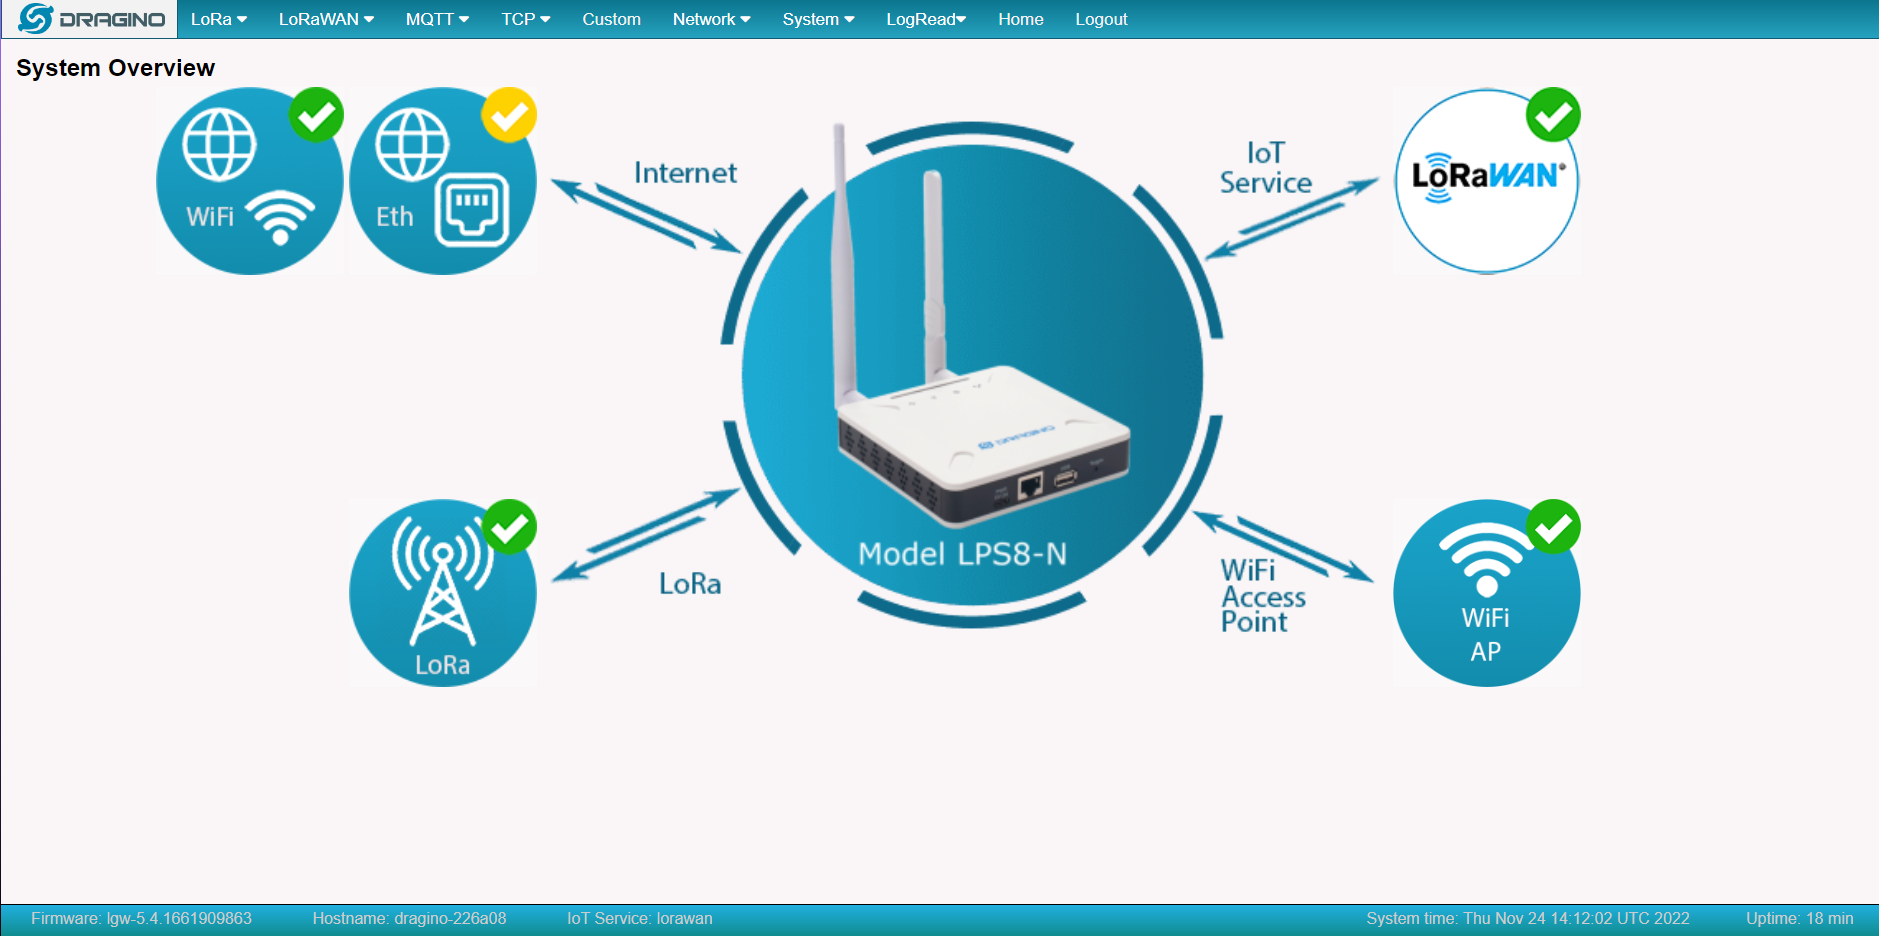 DRAGINO
LoRa
LoRaWAN
MQTT
TCP
Custom
Network
System
LogRead
Home
Logout
System Overview
WiFi
Eth
Internet
IoT
Service
LoRaWAN®
DRAGINO
Model LPS8-N
LoRa
LoRa
WiFi
Access
Point
WiFi
AP
Firmware: lgw-5.4.1661909863
Hostname: dragino-226a08
IoT Service: lorawan
System time: Thu Nov 24 14:12:02 UTC 2022
Uptime: 18 min